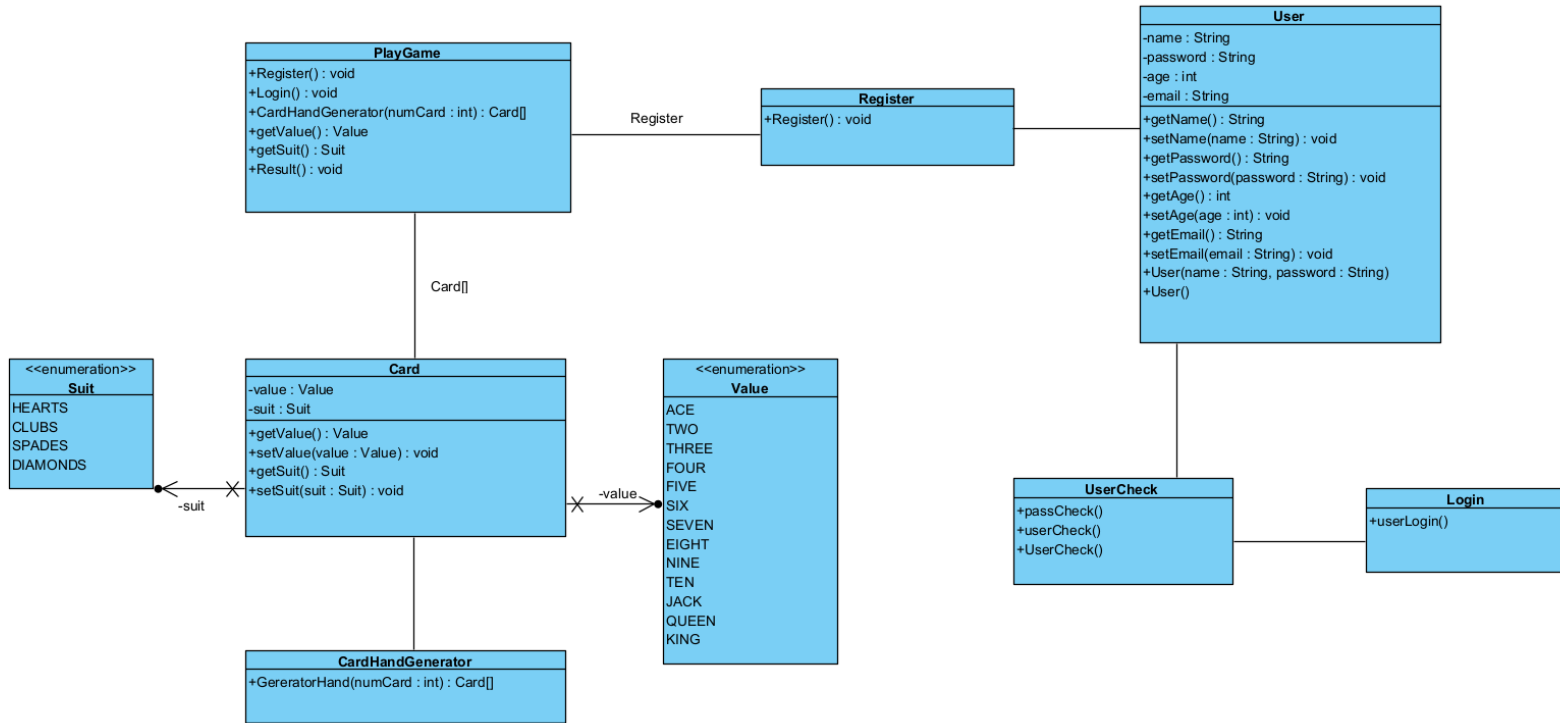 PlayGame
+Register() : void
+Login() : void
+CardHandGenerator(numCard : int) : Card[]
+getValue() : Value
+getSuit() : Suit
+Result() : void
Register
Register
+Register() : void
User
-name : String
-password : String
-age : int
-email : String
+getName() : String
+setName(name : String) : void
+getPassword() : String
+setPassword(password : String) : void
+getAge() : int
+setAge(age : int) : void
+getEmail() : String
+setEmail(email : String) : void
+User(name : String, password : String)
+User()
Card[]
<<enumeration>>
Suit
HEARTS
CLUBS
SPADES
DIAMONDS
-suit
Card
-value : Value
-suit : Suit
+getValue() : Value
+setValue(value : Value) : void
+getSuit() : Suit
+setSuit(suit : Suit) : void
-value
<<enumeration>>
Value
ACE
TWO
THREE
FOUR
FIVE
SIX
SEVEN
EIGHT
NINE
TEN
JACK
QUEEN
KING
UserCheck
+passCheck()
+userCheck()
+UserCheck()
Login
+userLogin()
CardHandGenerator
+GereratorHand(numCard : int) : Card[]